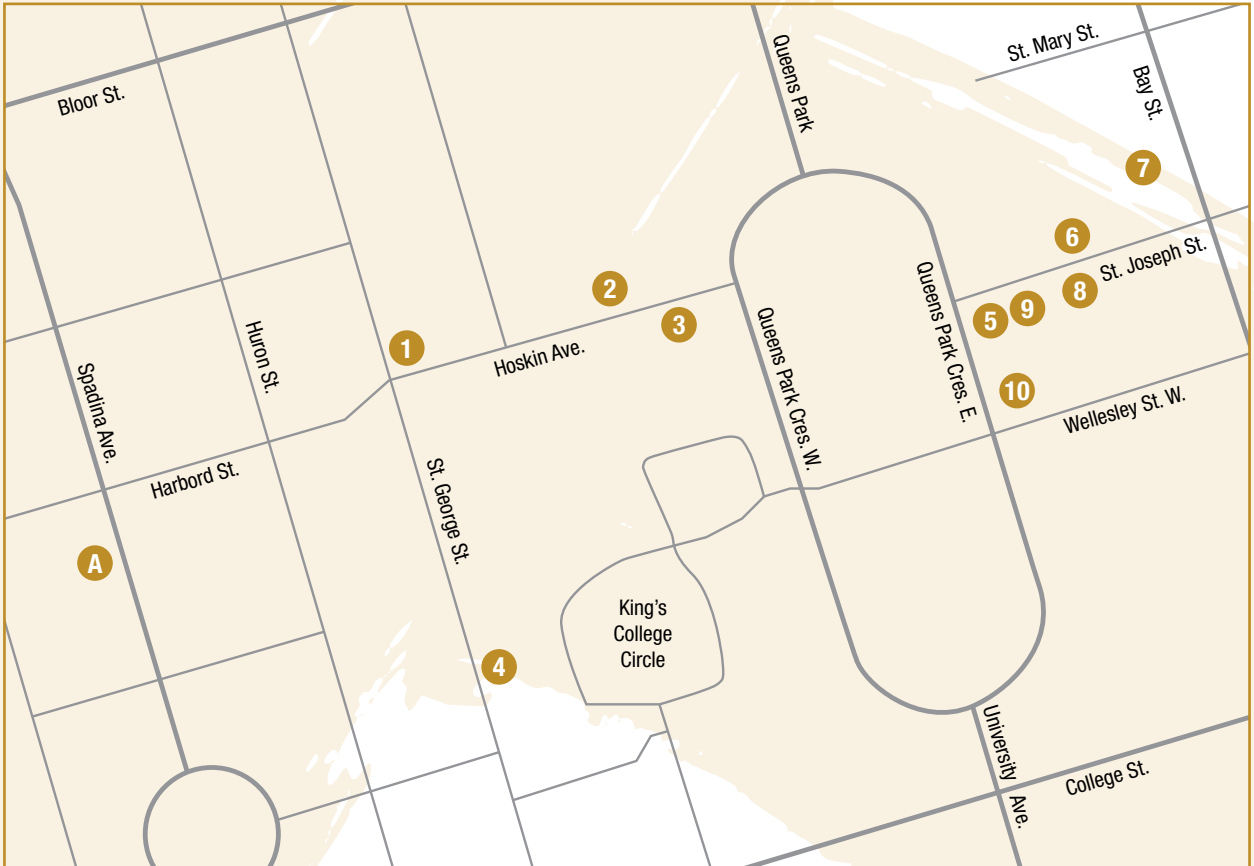 St. Mary St.
Queens Park
Bay St.
Bloor St.
7
6
St. Joseph St.
2
8
Queens Park Cres. E.
9
5
3
Queens Park Cres. W.
Huron St.
1
Hoskin Ave.
Spadina Ave.
10
Wellesley St. W.
Harbord St.
St. George St.
A
King's
College
Circle
4
University Ave.
College St.